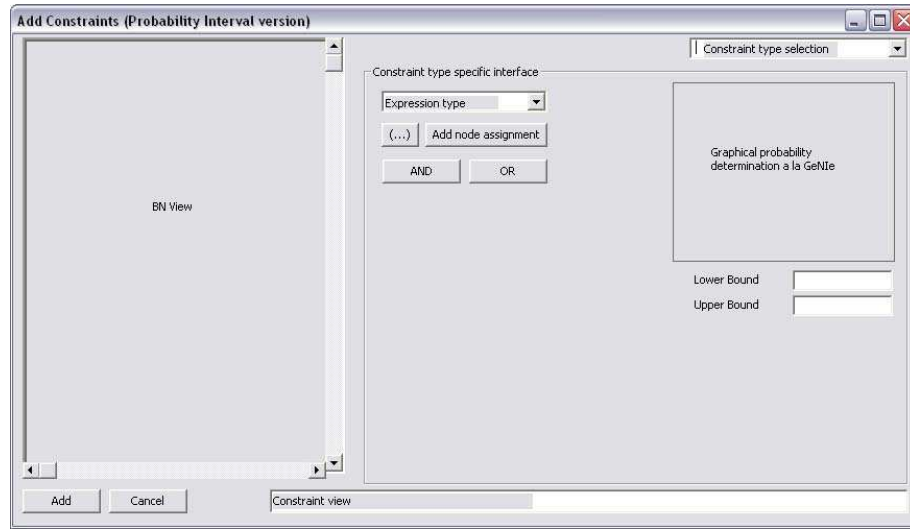 Add Constraints (Probability Interval version)
Constraint type selection
Constraint type specific interface
Expression type
(...) Add node assignment
AND OR
BN View
Graphical probability
determination a la GeNIe
Lower Bound
Upper Bound
Add Cancel Constraint view